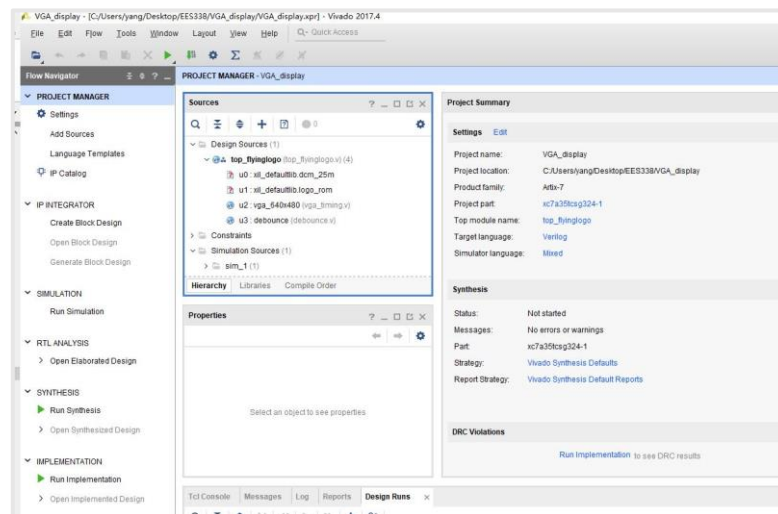 VGA_display - [C:/Users/yang/Desktop/EES338/VGA_display/VGA_display.xpr] - Vivado 2017.4
File Edit Flow Tools Window Layout View Help Quick Access
Flow Navigator
PROJECT MANAGER - VGA_display
PROJECT MANAGER
Settings
Add Sources
Language Templates
IP Catalog
IP INTEGRATOR
Create Block Design
Open Block Design
Generate Block Design
SIMULATION
Run Simulation
RTL ANALYSIS
Open Elaborated Design
SYNTHESIS
Run Synthesis
Open Synthesized Design
IMPLEMENTATION
Run Implementation
Open Implemented Design
Sources
0
Design Sources (1)
top_flyinglogo (top_flyinglogo.v) (4)
u0 : xil_defaultlib.dcm_25m
u1 : xil_defaultlib.logo_rom
u2 : vga_640x480 (vga_timing.v)
u3 : debounce (debounce.v)
Constraints
Simulation Sources (1)
sim_1 (1)
Hierarchy Libraries Compile Order
Properties
Select an object to see properties
Project Summary
Settings Edit
Project name: VGA_display
Project location: C:/Users/yang/Desktop/EES338/VGA_display
Product family: Artix-7
Project part: xc7a35tcsg324-1
Top module name: top_flyinglogo
Target language: Verilog
Simulator language: Mixed
Synthesis
Status: Not started
Messages: No errors or warnings
Part: xc7a35tcsg324-1
Strategy: Vivado Synthesis Defaults
Report Strategy: Vivado Synthesis Default Reports
DRC Violations
Run Implementation to see DRC results
Tcl Console Messages Log Reports Design Runs